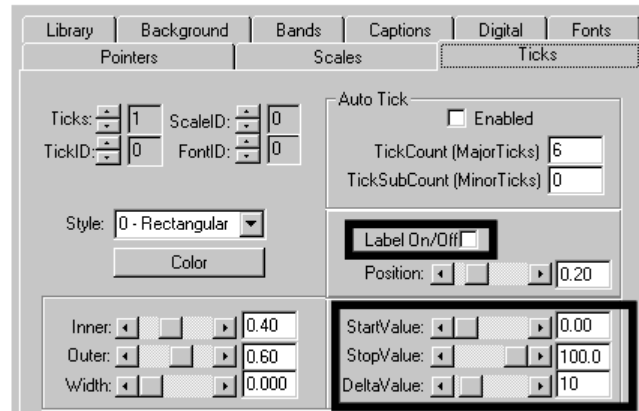 Library Background Bands Captions Digital Fonts
Pointers Scales Ticks
Ticks: 1 ScaleID: 0
TickID: 0 FontID: 0
Auto Tick
Enabled
TickCount (MajorTicks) 6
TickSubCount (MinorTicks) 0
Style: 0 - Rectangular
Color
Label On/Off
Position: 0.20
Inner: 0.40
Outer: 0.60
Width: 0.000
StartValue: 0.00
StopValue: 100.0
DeltaValue: 10